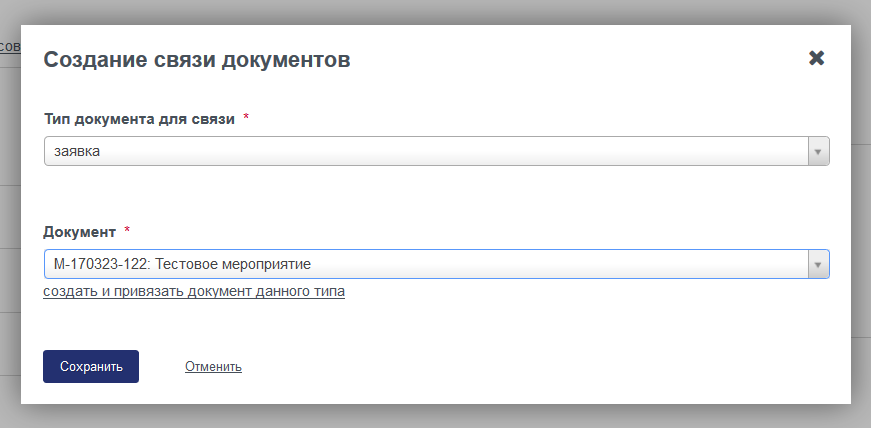 Создание связи документов
сов
Тип документа для связи *
заявка
Документ *
М-170323-122: Тестовое мероприятие
создать и привязать документ данного типа
Сохранить
Отменить